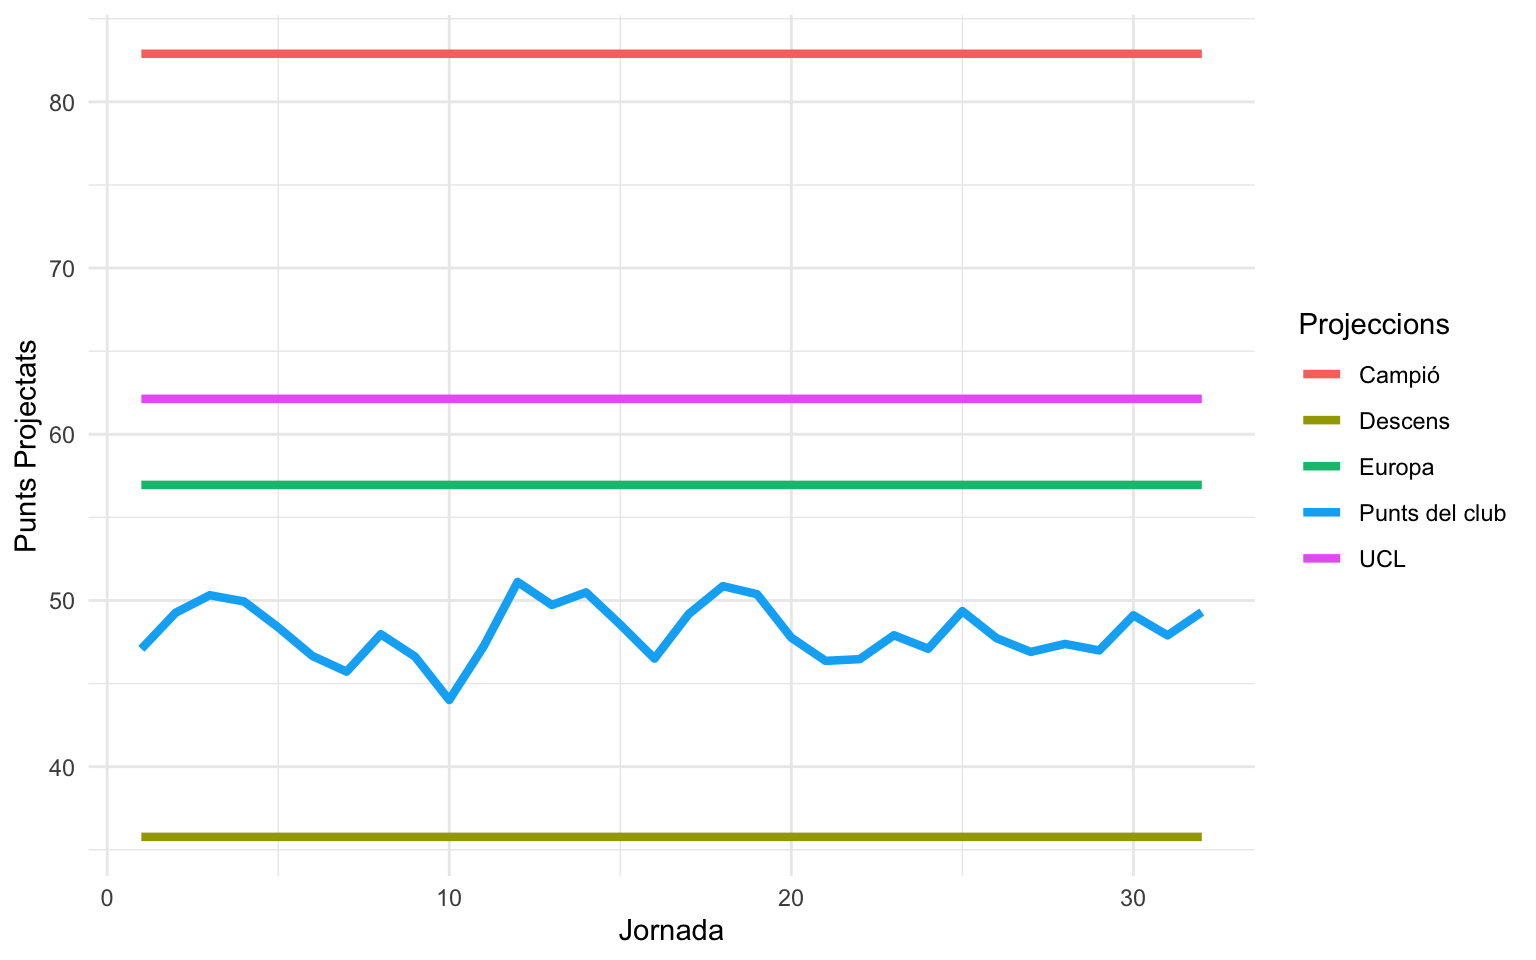 80
70
60
50
40
Punts Projectats
0 10 20 30
Jornada
Projeccions
Campió
Descens
Europa
Punts del club
UCL